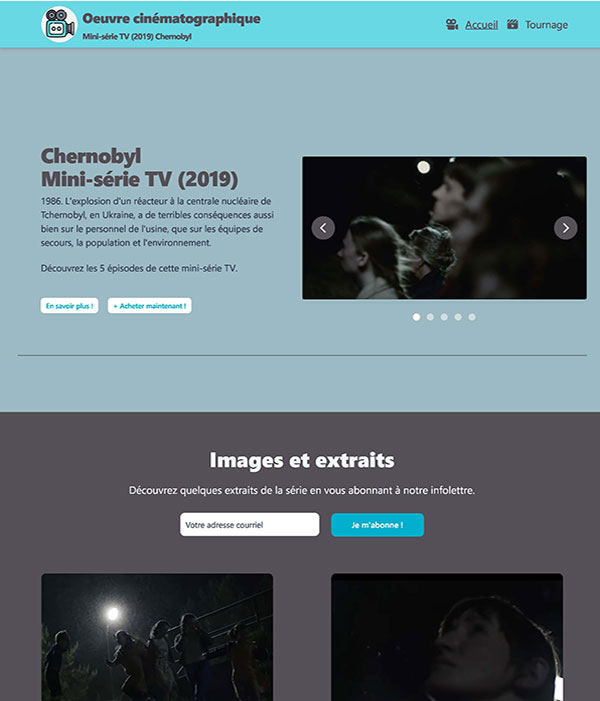 Oeuvre cinématographique
Mini-série TV (2019) Chernobyl
Accueil
Tournage
Chernobyl
Mini-série TV (2019)
1986. L'explosion d'un réacteur à la centrale nucléaire de
Tchernobyl, en Ukraine, a de terribles conséquences aussi
bien sur le personnel de l'usine, que sur les équipes de
secours, la population et l'environnement.
Découvrez les 5 épisodes de cette mini-série TV.
En savoir plus !
+ Acheter maintenant !
Images et extraits
Découvrez quelques extraits de la série en vous abonnant à notre infolettre.
Votre adresse courriel
Je m'abonne !